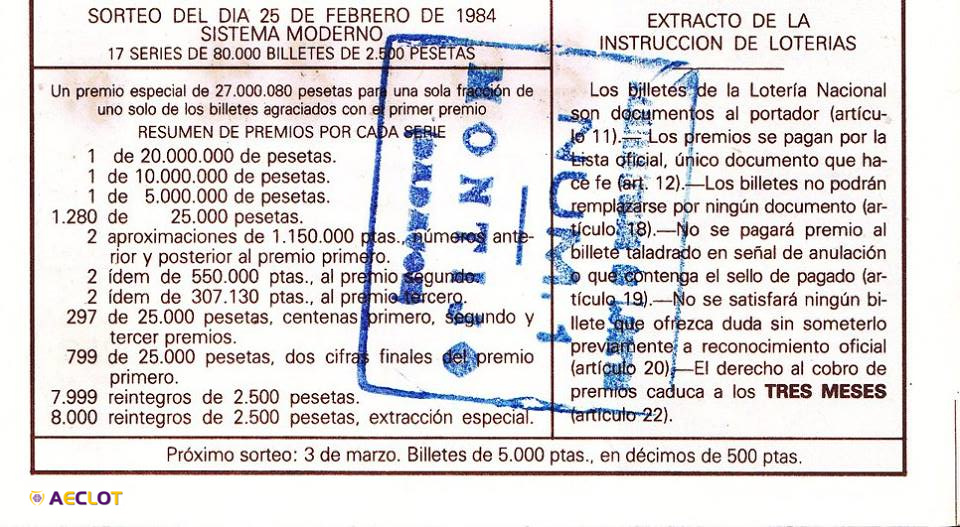 SORTEO DEL DIA 25 DE FEBRERO DE 1984
SISTEMA MODERNO
17 SERIES DE 80.000 BILLETES DE 2.500 PESETAS
Un premio especial de 27.000.080 pesetas para una sola fracción de
uno solo de los billetes agraciados con el primer premio
RESUMEN DE PREMIOS POR CADA SERIE
1 de 20.000.000 de pesetas.
1 de 10.000.000 de pesetas.
1 de 5.000.000 de pesetas.
1.280 de 25.000 pesetas.
2 aproximaciones de 1.150.000 ptas., números ante-
rior y posterior al premio primero.
2 ídem de 550.000 ptas., al premio segundo.
2 ídem de 307.130 ptas., al premio tercero.
297 de 25.000 pesetas, centenas primero, segundo y
tercer premios.
799 de 25.000 pesetas, dos cifras finales del premio
primero.
7.999 reintegros de 2.500 pesetas.
8.000 reintegros de 2.500 pesetas, extracción especial.
EXTRACTO DE LA
INSTRUCCION DE LOTERIAS
Los billetes de la Lotería Nacional
son documentos al portador (artícu-
lo 11).— Los premios se pagan por la
Lista oficial, único documento que ha-
ce fe (art. 12).—Los billetes no podrán
remplazarse por ningún documento (ar-
tículo 18).—No se pagará premio al
billete taladrado en señal de anulación
o que contenga el sello de pagado (ar-
tículo 19).—No se satisfará ningún bi-
llete que ofrezca duda sin someterlo
previamente a reconocimiento oficial
(artículo 20).—El derecho al cobro de
premios caduca a los TRES MESES
(artículo 22).
Próximo sorteo: 3 de marzo. Billetes de 5.000 ptas., en décimos de 500 ptas.
NUM. 1
AECLOT